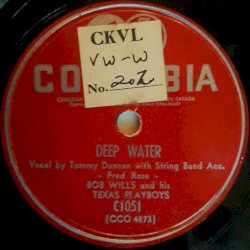 CKVL
VW-W
No. 202
COLUMBIA
DEEP WATER
Vocal by Tommy Duncan with String Band Acc.
- Fred Rose -
BOB WILLS and his
TEXAS PLAYBOYS
C1051
(CCO 4873)